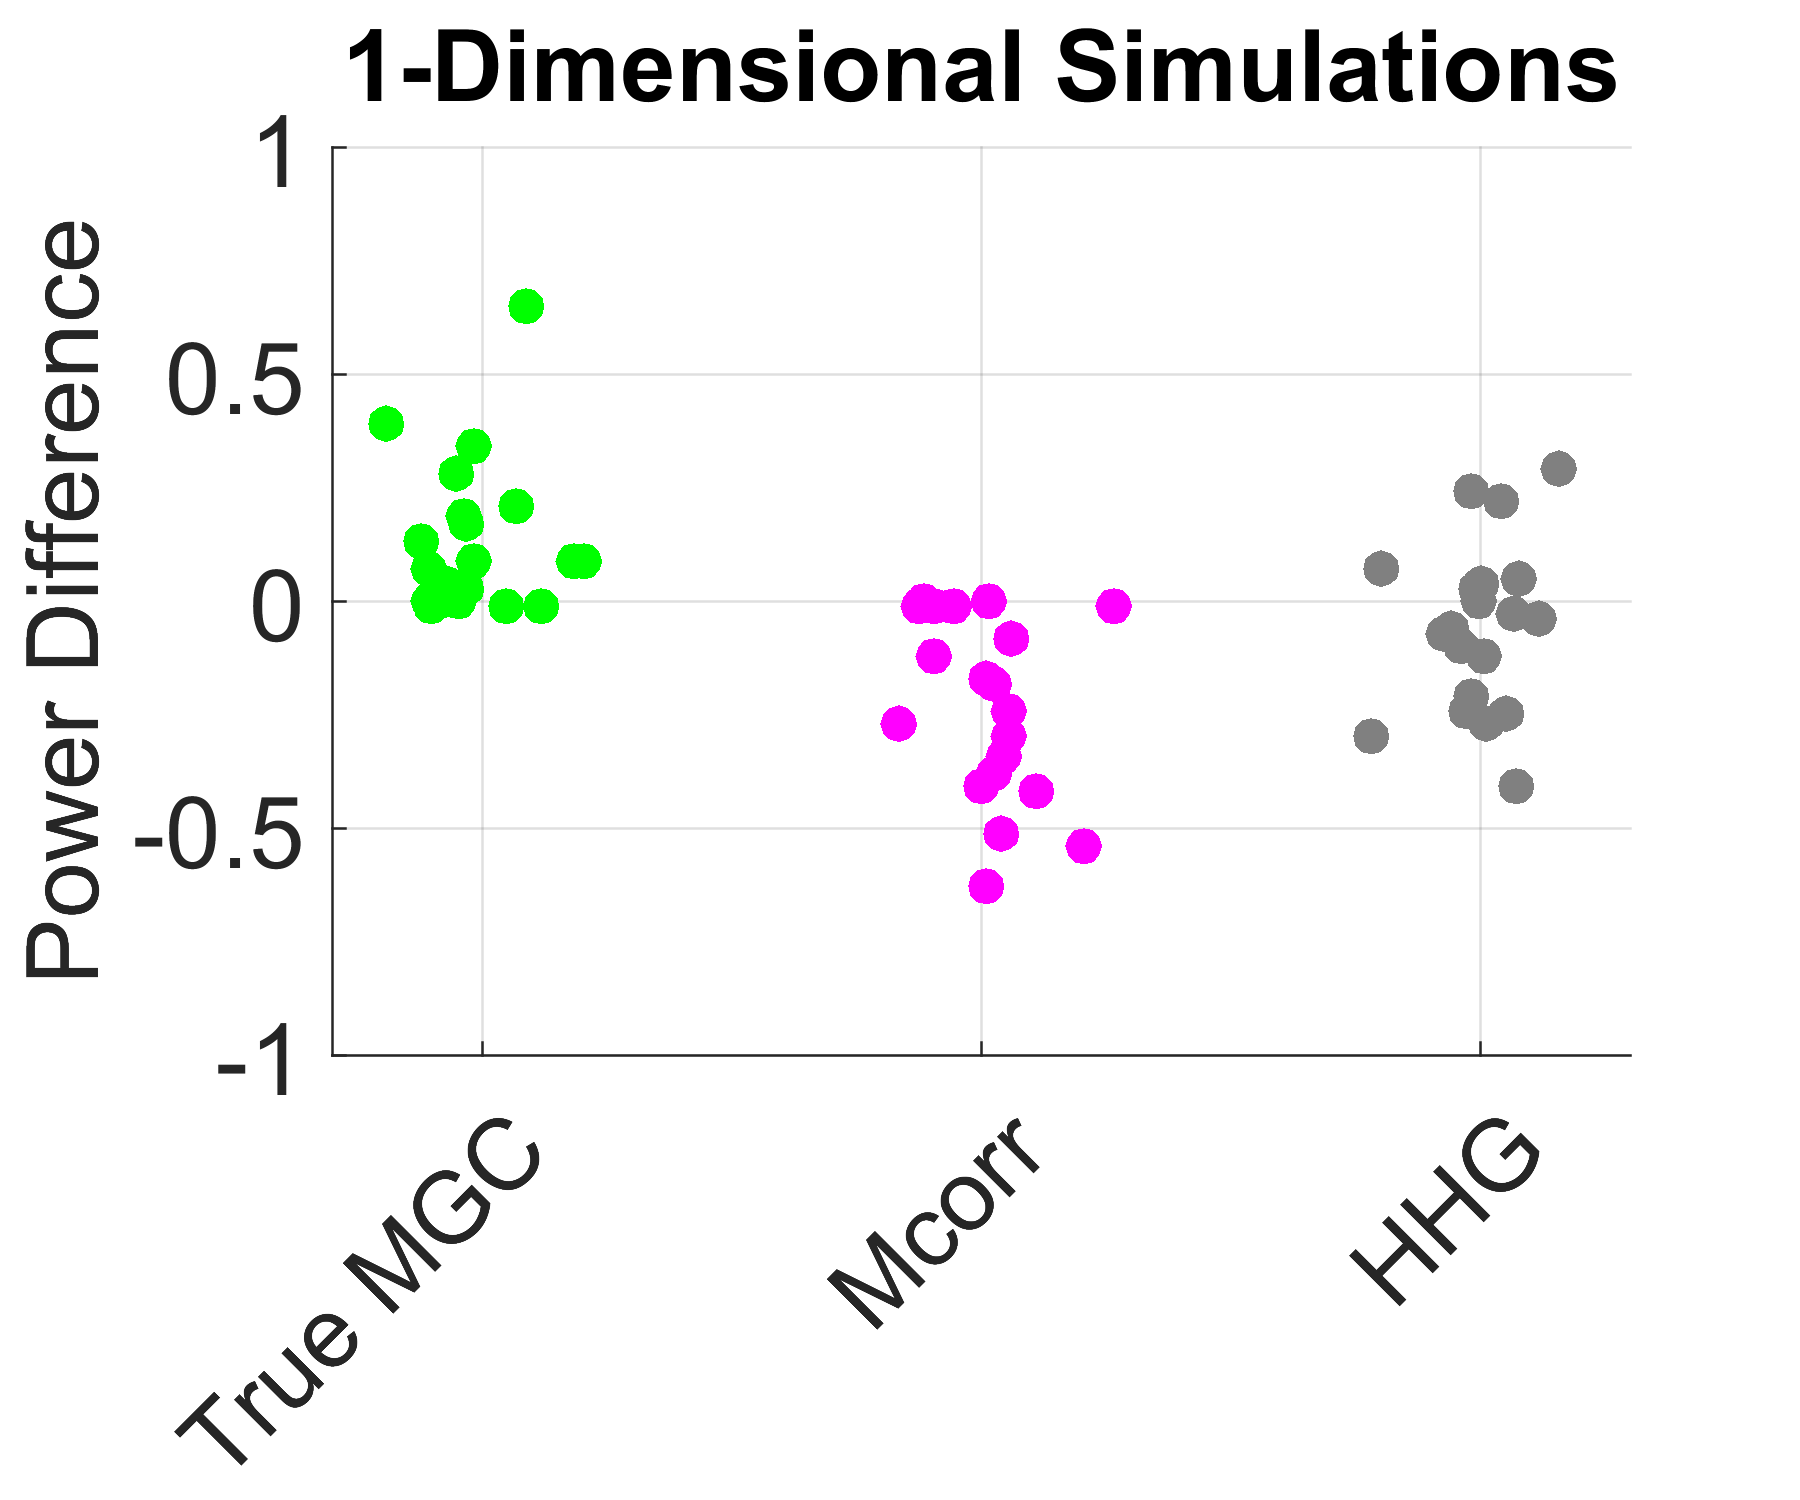 1-Dimensional Simulations
Power Difference
1
0.5
0
-0.5
-1
True MGC
Mcorr
HHG